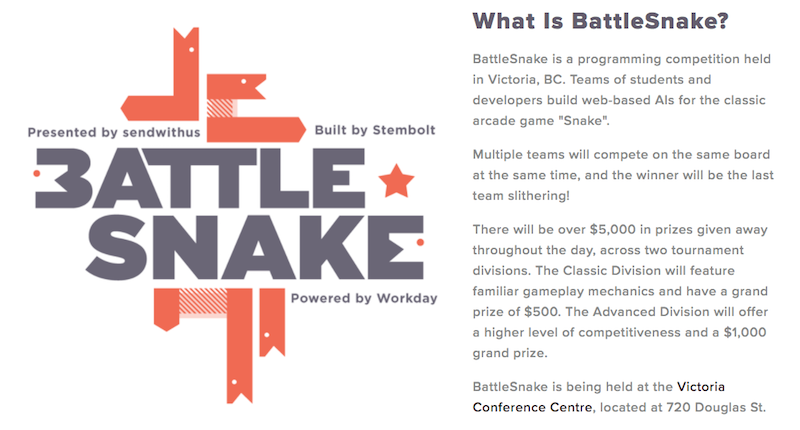 Presented by sendwithus
Built by Stembolt
BATTLE
SNAKE
Powered by Workday
What Is BattleSnake?
BattleSnake is a programming competition held
in Victoria, BC. Teams of students and
developers build web-based AIs for the classic
arcade game "Snake".
Multiple teams will compete on the same board
at the same time, and the winner will be the last
team slithering!
There will be over $5,000 in prizes given away
throughout the day, across two tournament
divisions. The Classic Division will feature
familiar gameplay mechanics and have a grand
prize of $500. The Advanced Division will offer
a higher level of competitiveness and a $1,000
grand prize.
BattleSnake is being held at the Victoria
Conference Centre, located at 720 Douglas St.